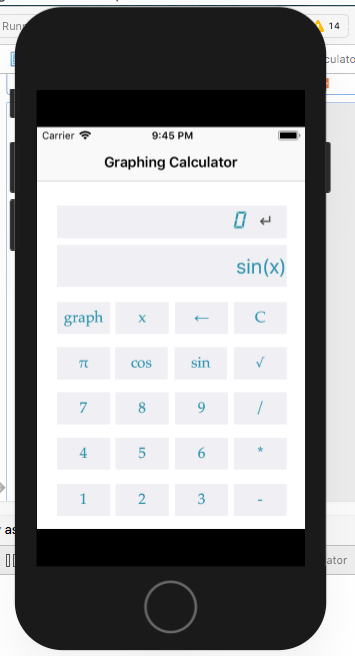 Run
14
culato
Carrier 9:45 PM
Graphing Calculator
0 ↵
sin(x)
graph x ← C
π cos sin √
7 8 9 /
4 5 6 *
1 2 3 -
as
ator